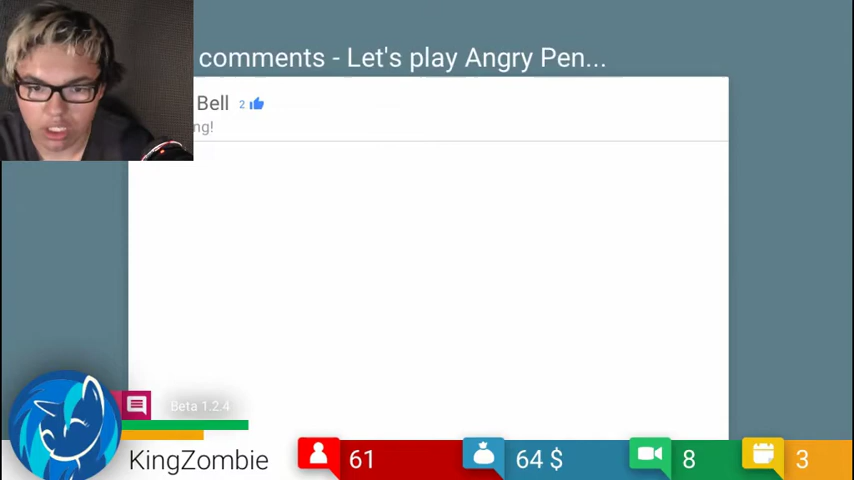 comments - Let's play Angry Pen...
Bell 2
ng!
Beta 1.2.4
KingZombie 61 64 $ 8 3